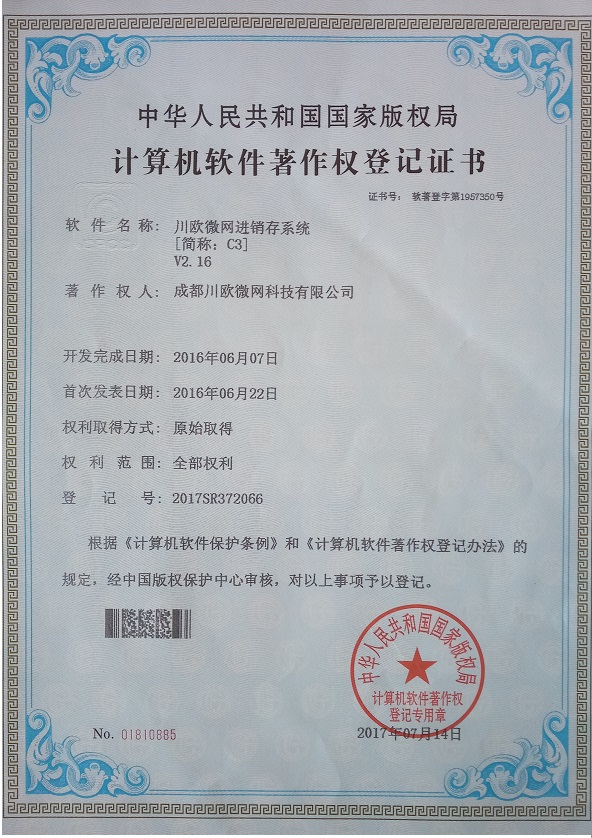 中华人民共和国国家版权局
计算机软件著作权登记证书
证书号： 软著登字第1957350号
软件名称： 川欧微网进销存系统
[简称：C3]
V2.16
著作权人： 成都川欧微网科技有限公司
开发完成日期： 2016年06月07日
首次发表日期： 2016年06月22日
权利取得方式： 原始取得
权利范围： 全部权利
登记号： 2017SR372066
根据《计算机软件保护条例》和《计算机软件著作权登记办法》的
规定，经中国版权保护中心审核，对以上事项予以登记。
中华人民共和国国家版权局
计算机软件著作权
登记专用章
No. 01810885
2017年07月14日